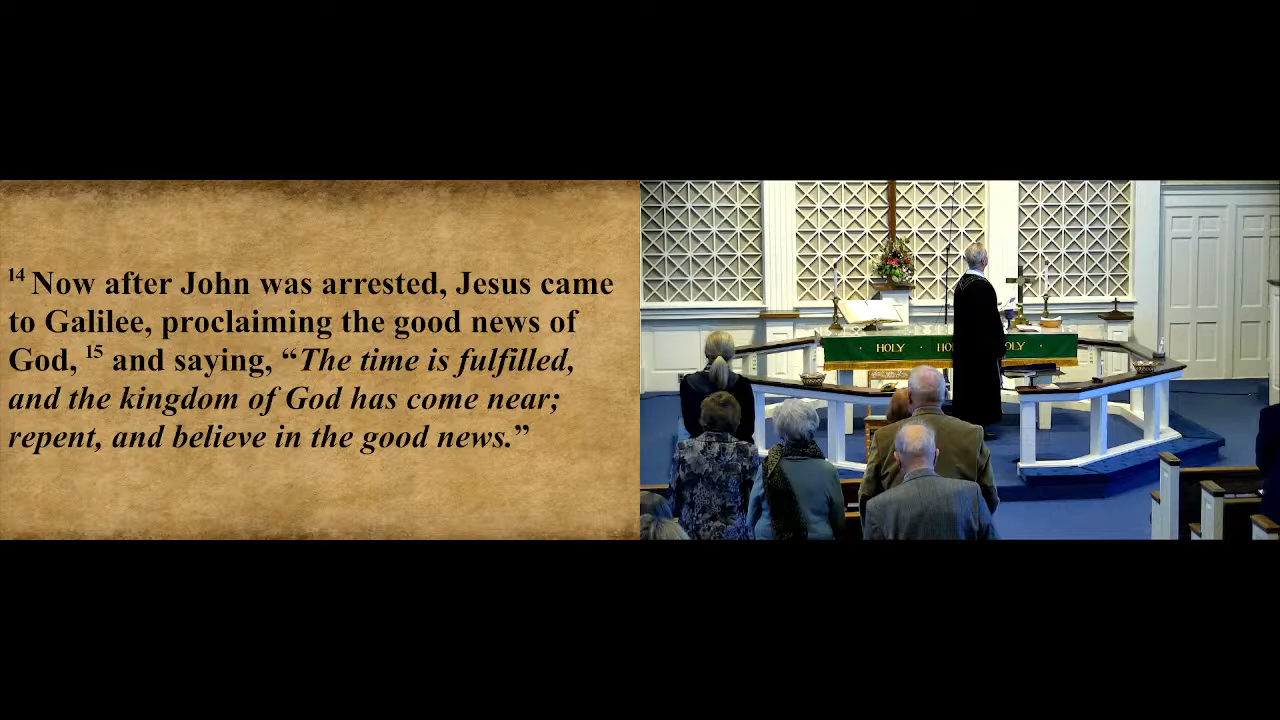 ¹⁴ Now after John was arrested, Jesus came
to Galilee, proclaiming the good news of
God, ¹⁵ and saying, “The time is fulfilled,
and the kingdom of God has come near;
repent, and believe in the good news.”
HOLY · HO OLY ·